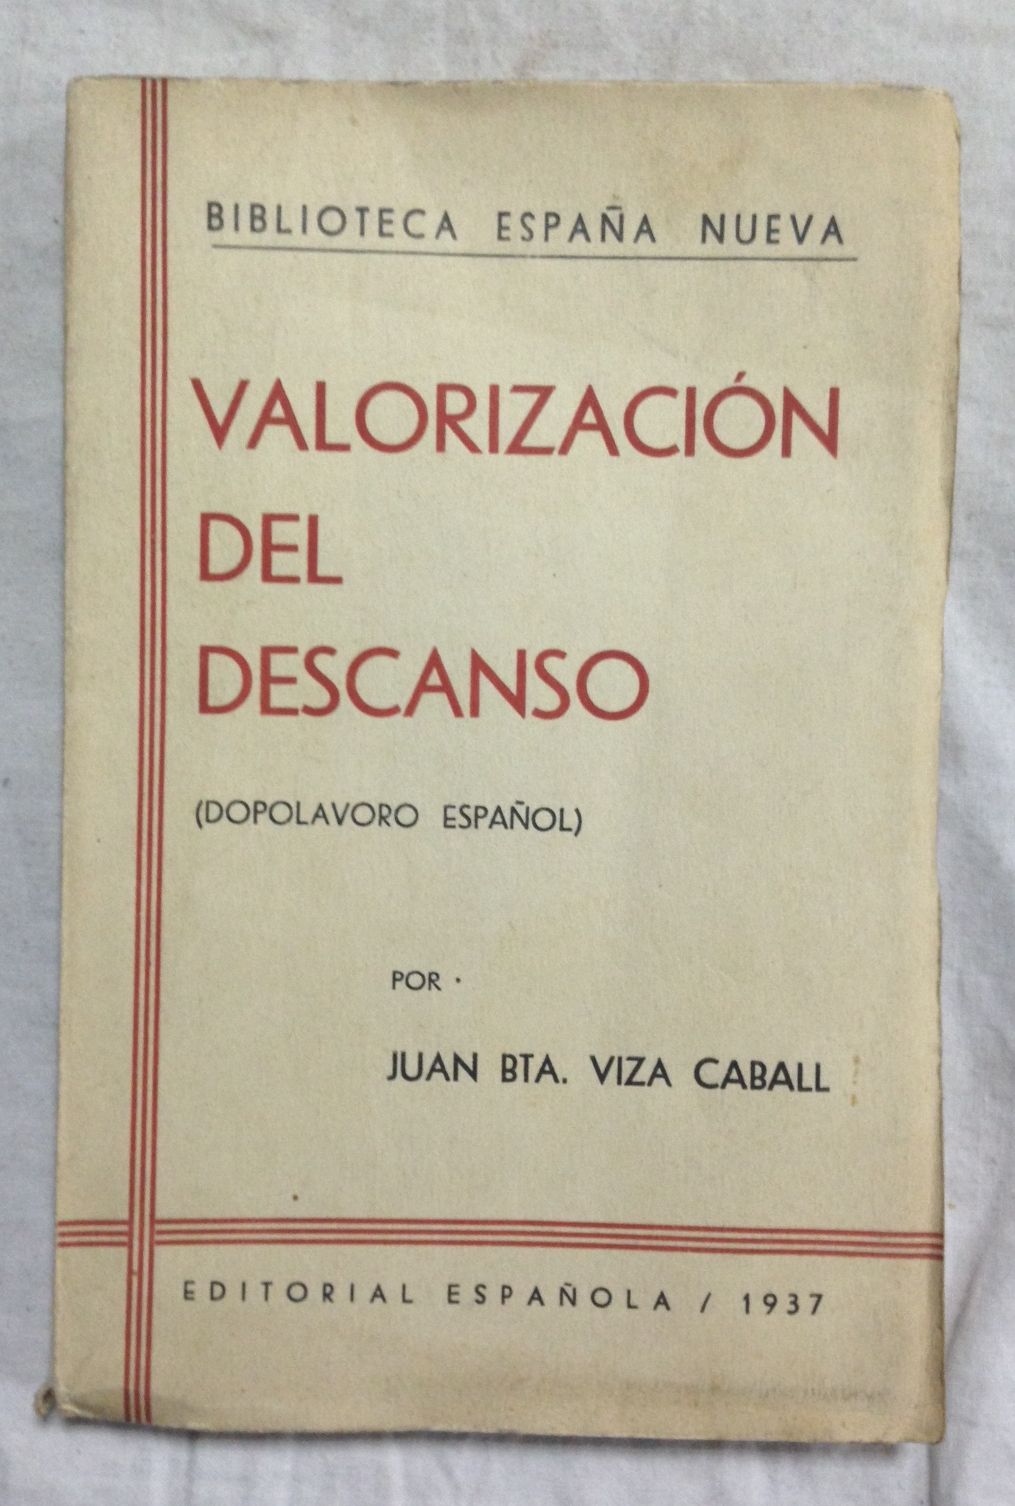 BIBLIOTECA ESPAÑA NUEVA
VALORIZACIÓN
DEL
DESCANSO
(DOPOLAVORO ESPAÑOL)
POR
JUAN BTA. VIZA CABALL
EDITORIAL ESPAÑOLA / 1937